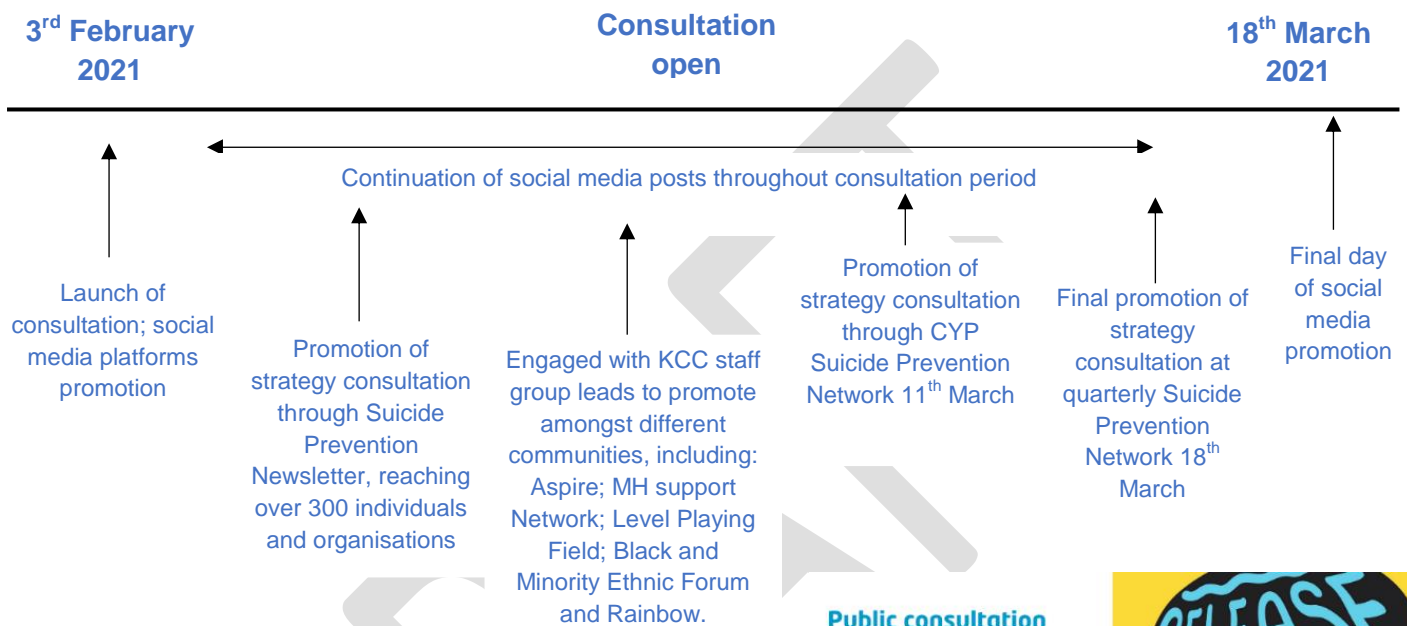 3rd February
2021
Consultation
open
18th March
2021
Continuation of social media posts throughout consultation period
Launch of
consultation; social
media platforms
promotion
Promotion of
strategy consultation
through Suicide
Prevention
Newsletter, reaching
over 300 individuals
and organisations
Engaged with KCC staff
group leads to promote
amongst different
communities, including:
Aspire; MH support
Network; Level Playing
Field; Black and
Minority Ethnic Forum
and Rainbow.
Promotion of
strategy consultation
through CYP
Suicide Prevention
Network 11th March
Final promotion of
strategy
consultation at
quarterly Suicide
Prevention
Network 18th
March
Final day
of social
media
promotion
Public consultation
RELEASE